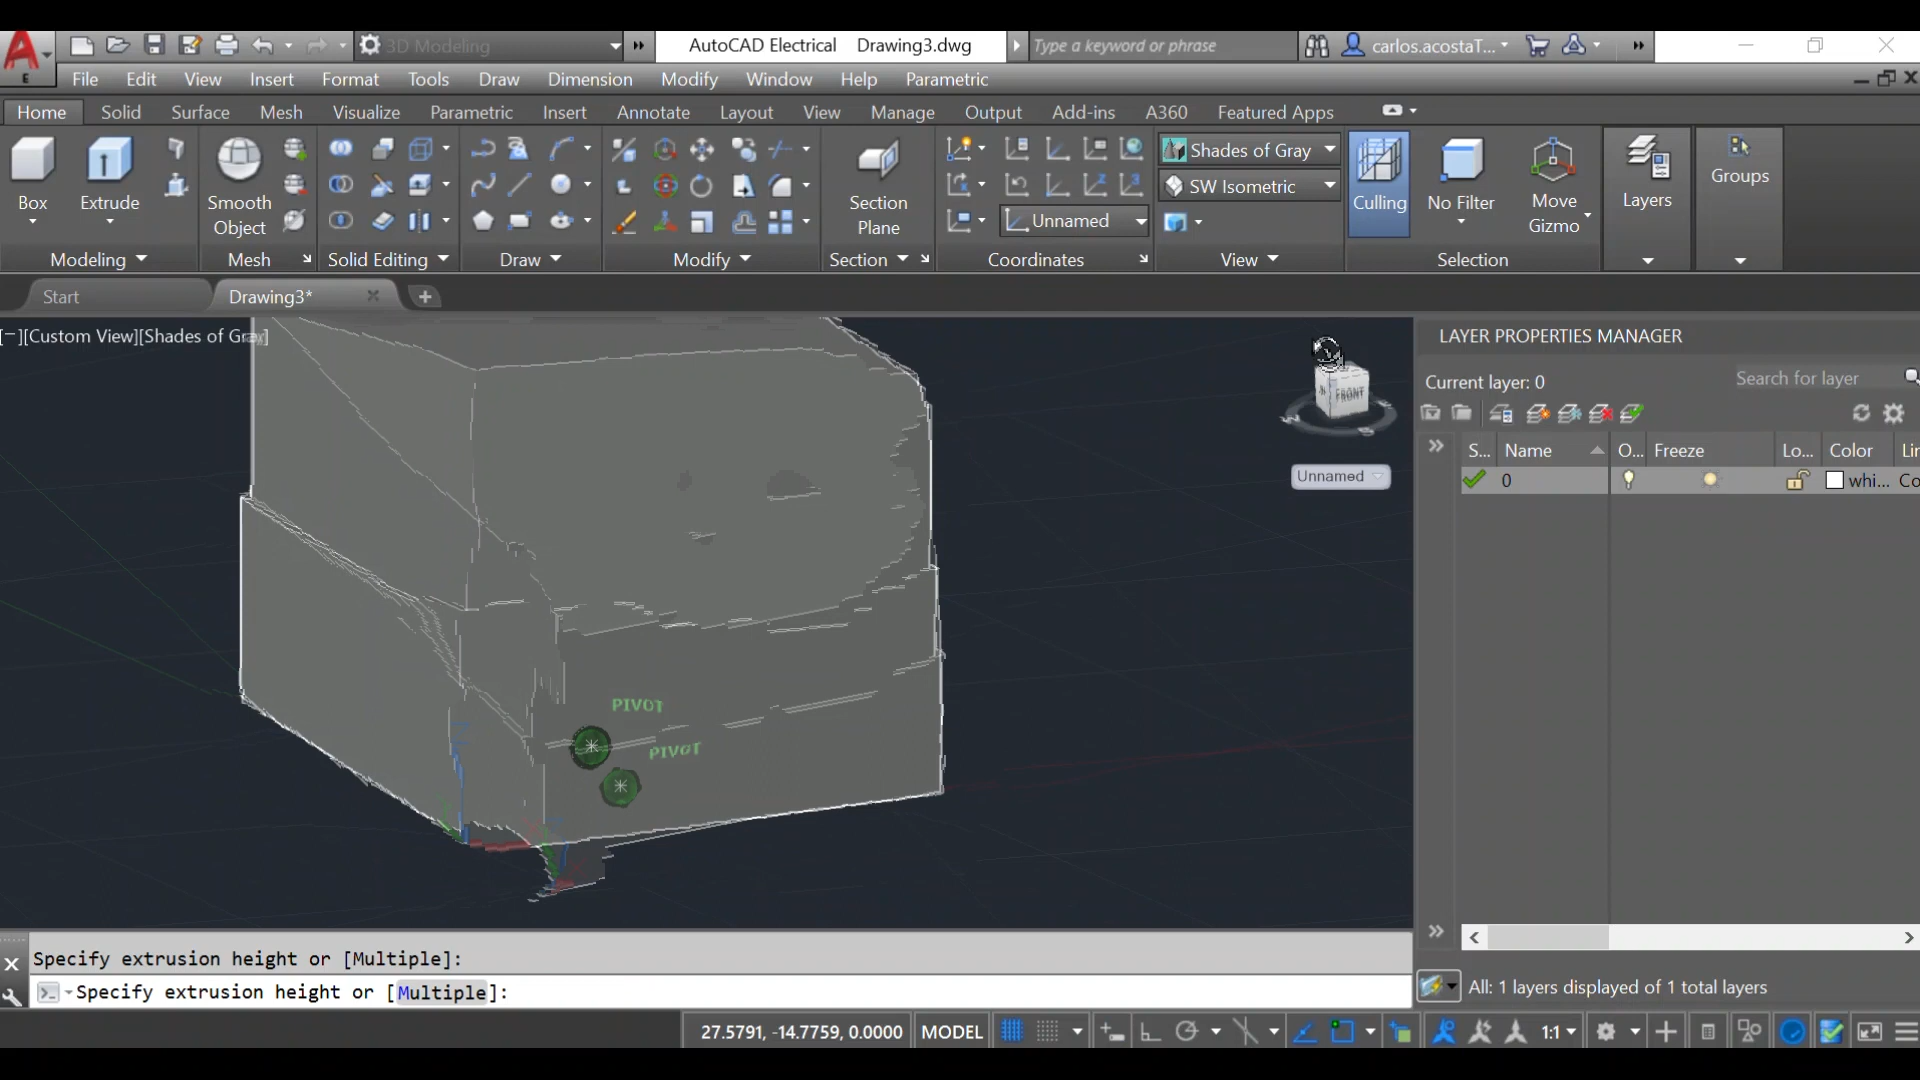 3D Modeling
AutoCAD Electrical Drawing3.dwg
Type a keyword or phrase
carlos.acostaT...
E
File Edit View Insert Format Tools Draw Dimension Modify Window Help Parametric
Home Solid Surface Mesh Visualize Parametric Insert Annotate Layout View Manage Output Add-ins A360 Featured Apps
Shades of Gray
SW Isometric
Unnamed
Box
Extrude
Smooth
Object
Section
Plane
Culling
No Filter
Move
Gizmo
Layers
Groups
Modeling Mesh Solid Editing Draw Modify Section Coordinates View Selection
Start Drawing3*
[−][Custom View][Shades of Gray]
FRONT
Unnamed
PIVOT
PIVOT
LAYER PROPERTIES MANAGER
Current layer: 0
Search for layer
S... Name O... Freeze Lo... Color Lin
0 whi... Co
All: 1 layers displayed of 1 total layers
Specify extrusion height or [Multiple]:
Specify extrusion height or [Multiple]:
27.5791, -14.7759, 0.0000 MODEL 1:1